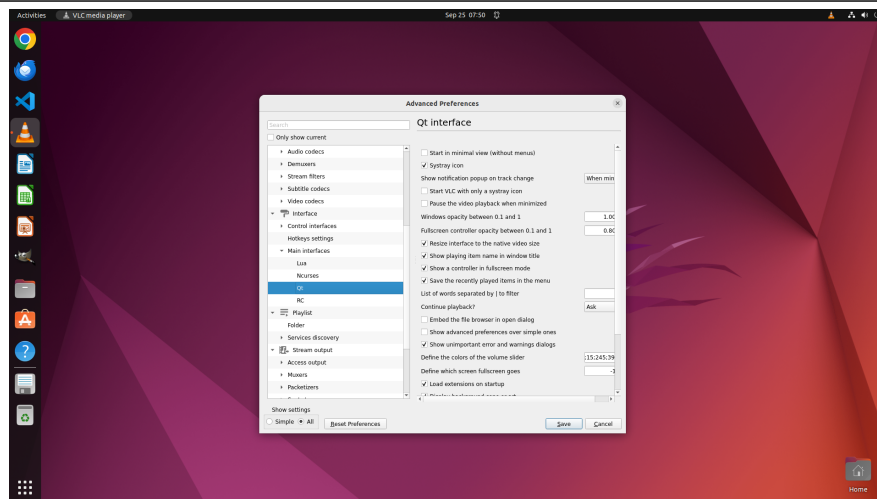 Activities
VLC media player
Sep 25 07:50
Advanced Preferences
Search
Only show current
Audio codecs
Demuxers
Stream filters
Subtitle codecs
Video codecs
Interface
Control interfaces
Hotkeys settings
Main interfaces
Lua
Ncurses
Qt
RC
Playlist
Folder
Services discovery
Stream output
Access output
Muxers
Packetizers
Show settings
Simple
All
Reset Preferences
Qt interface
Start in minimal view (without menus)
Systray icon
Show notification popup on track change
When min
Start VLC with only a systray icon
Pause the video playback when minimized
Windows opacity between 0.1 and 1
1.00
Fullscreen controller opacity between 0.1 and 1
0.80
Resize interface to the native video size
Show playing item name in window title
Show a controller in fullscreen mode
Save the recently played items in the menu
List of words separated by | to filter
Continue playback?
Ask
Embed the file browser in open dialog
Show advanced preferences over simple ones
Show unimportant error and warnings dialogs
Define the colors of the volume slider
;15;245;39
Define which screen fullscreen goes
-1
Load extensions on startup
Save
Cancel
Home